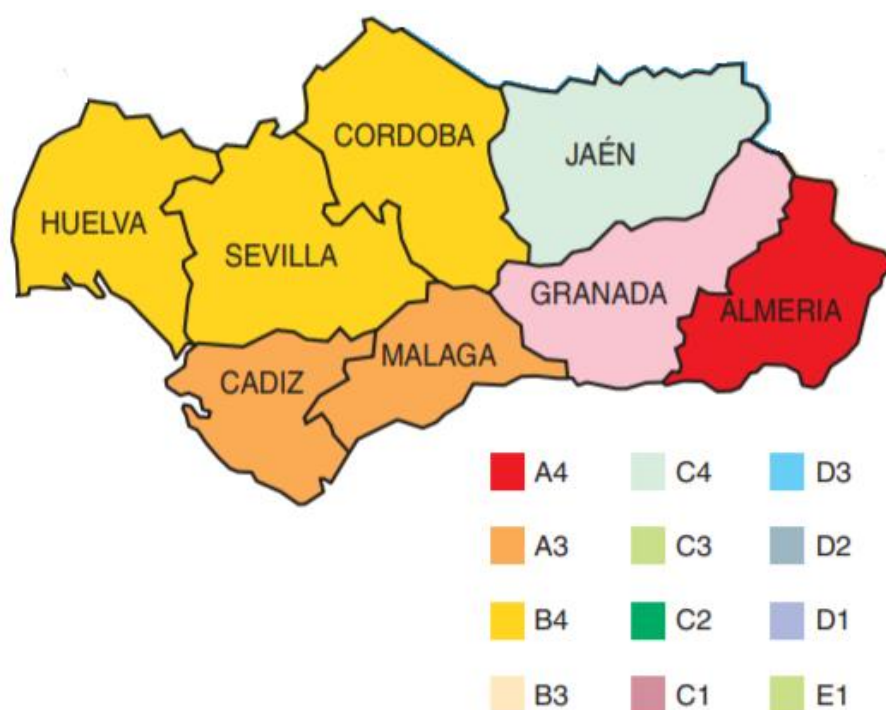 CORDOBA
JAÉN
HUELVA
SEVILLA
GRANADA
ALMERIA
MALAGA
CADIZ
A4 C4 D3
A3 C3 D2
B4 C2 D1
B3 C1 E1